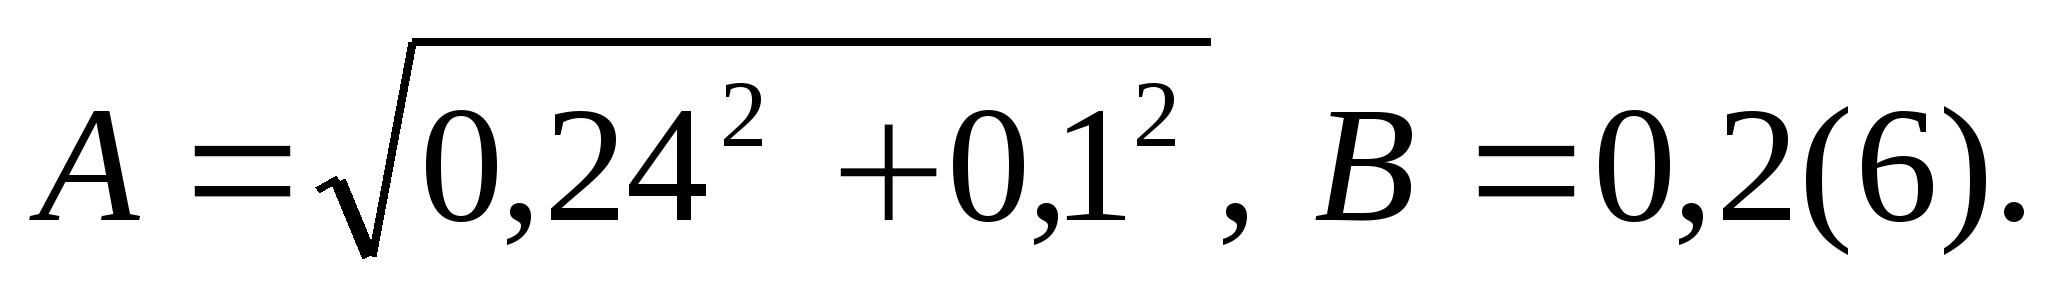 A = √0,24² + 0,1², B = 0,2(6).